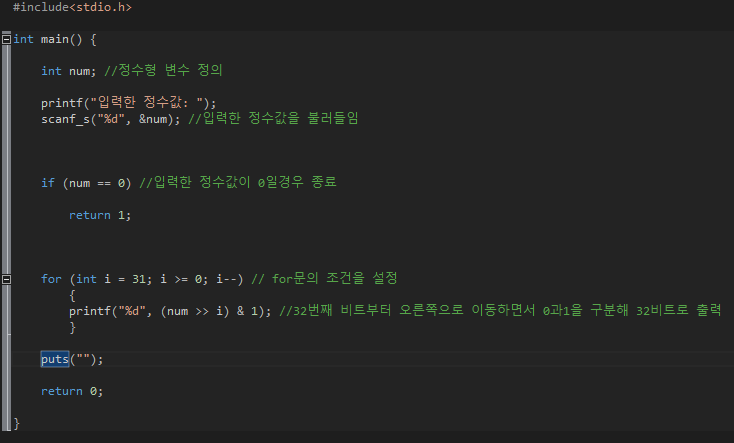 #include<stdio.h>
int main() {
int num; //정수형 변수 정의
printf("입력한 정수값: ");
scanf_s("%d", &num); //입력한 정수값을 불러들임
if (num == 0) //입력한 정수값이 0일경우 종료
return 1;
for (int i = 31; i >= 0; i--) // for문의 조건을 설정
{
printf("%d", (num >> i) & 1); //32번째 비트부터 오른쪽으로 이동하면서 0과1을 구분해 32비트로 출력
}
puts("");
return 0;
}